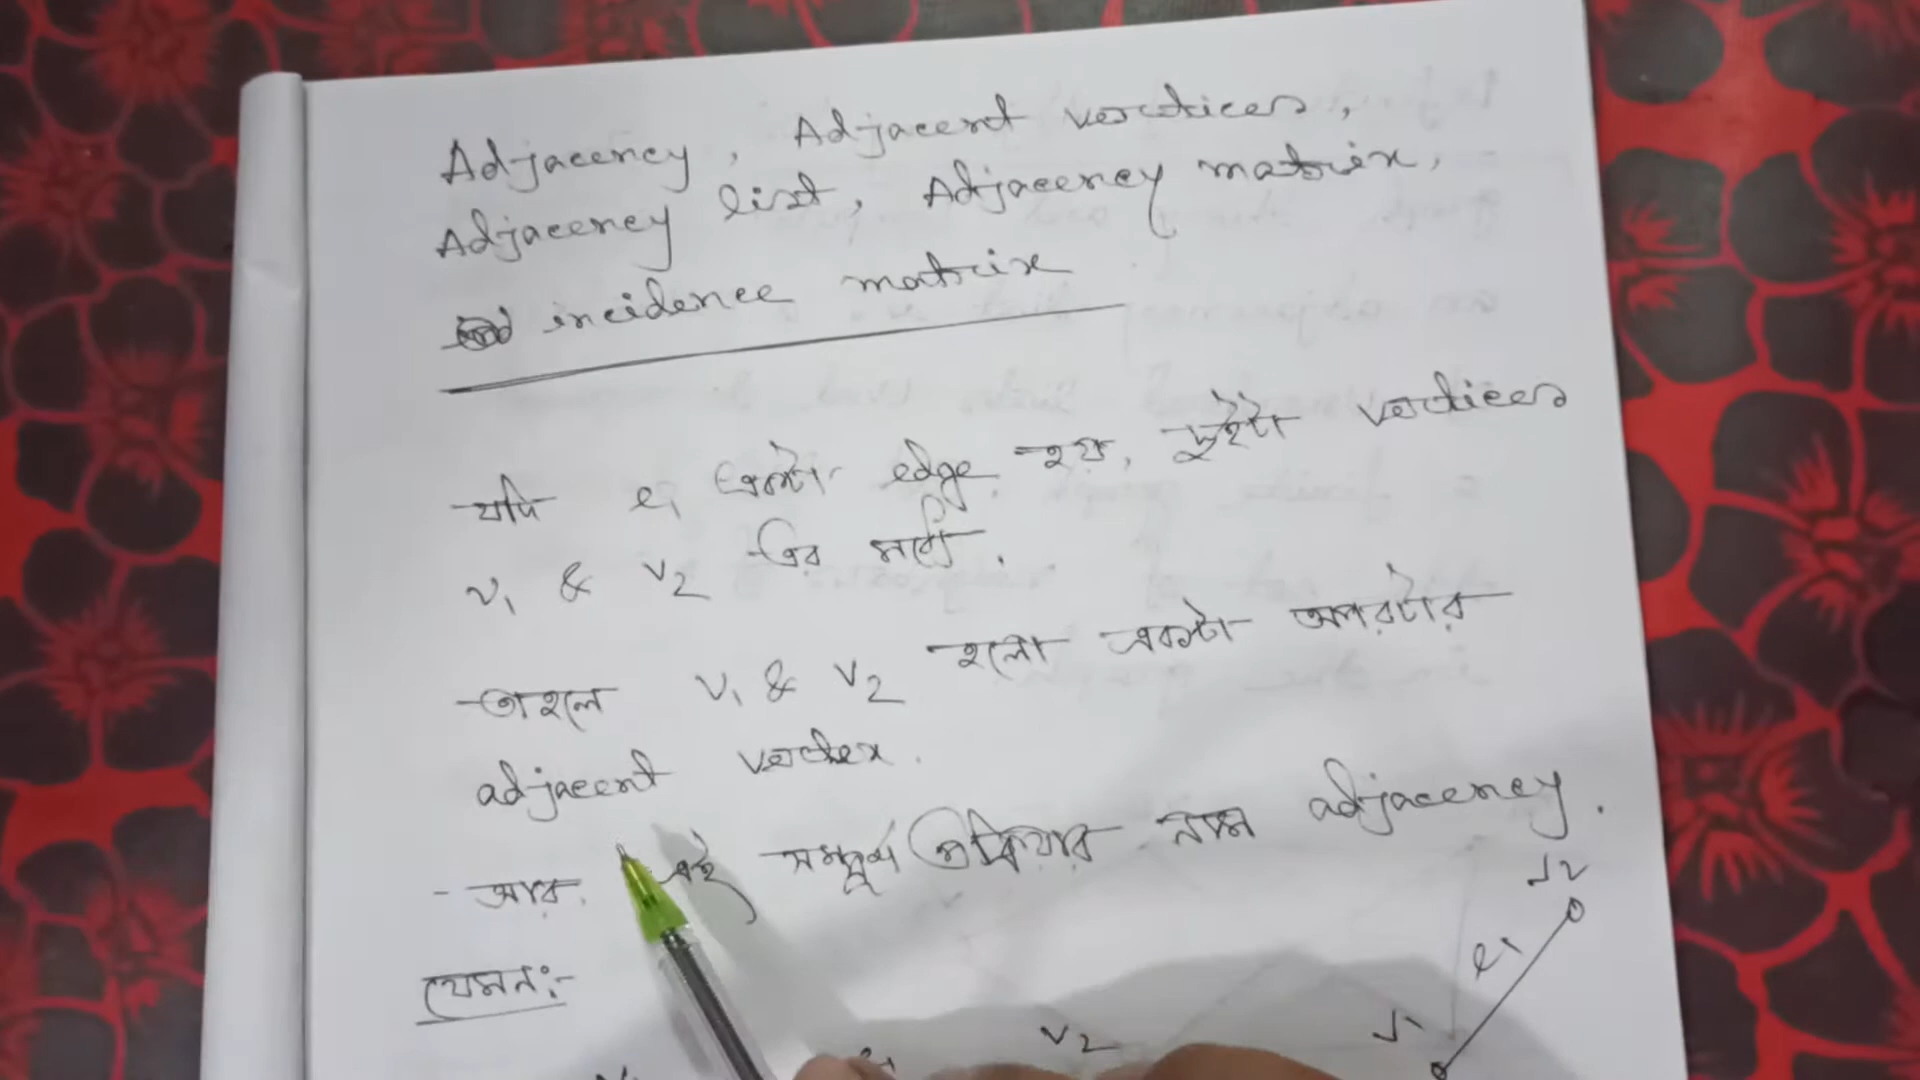 Adjacency, Adjacent vertices,
Adjacency list, Adjacency matrix,
incidence matrix
যদি e₁ একটা edge হয়, দুইটা vertices
v₁ & v₂ এর মধ্যে.
তাহলে v₁ & v₂ হলো একটা অপরটার
adjacent vertex.
- আর এই সম্পূর্ণ প্রক্রিয়ার নাম adjacency.
যেমন:-
v2
e1
v1
v2